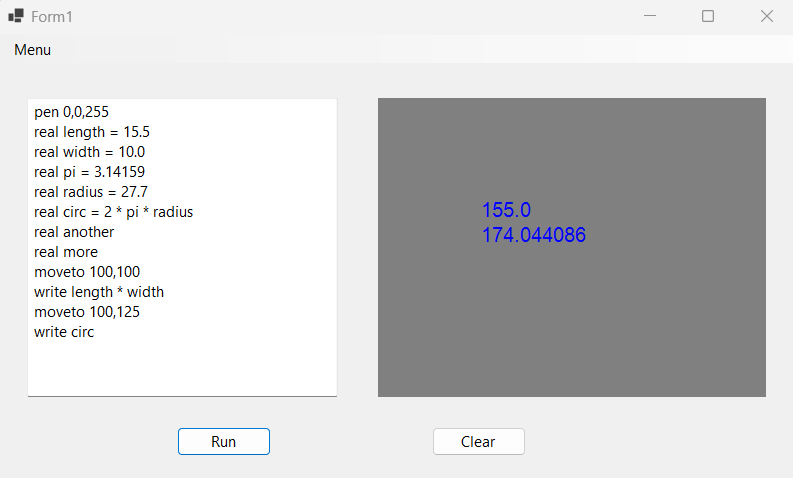 Form1
Menu
pen 0,0,255
real length = 15.5
real width = 10.0
real pi = 3.14159
real radius = 27.7
real circ = 2 * pi * radius
real another
real more
moveto 100,100
write length * width
moveto 100,125
write circ
155.0
174.044086
Run
Clear